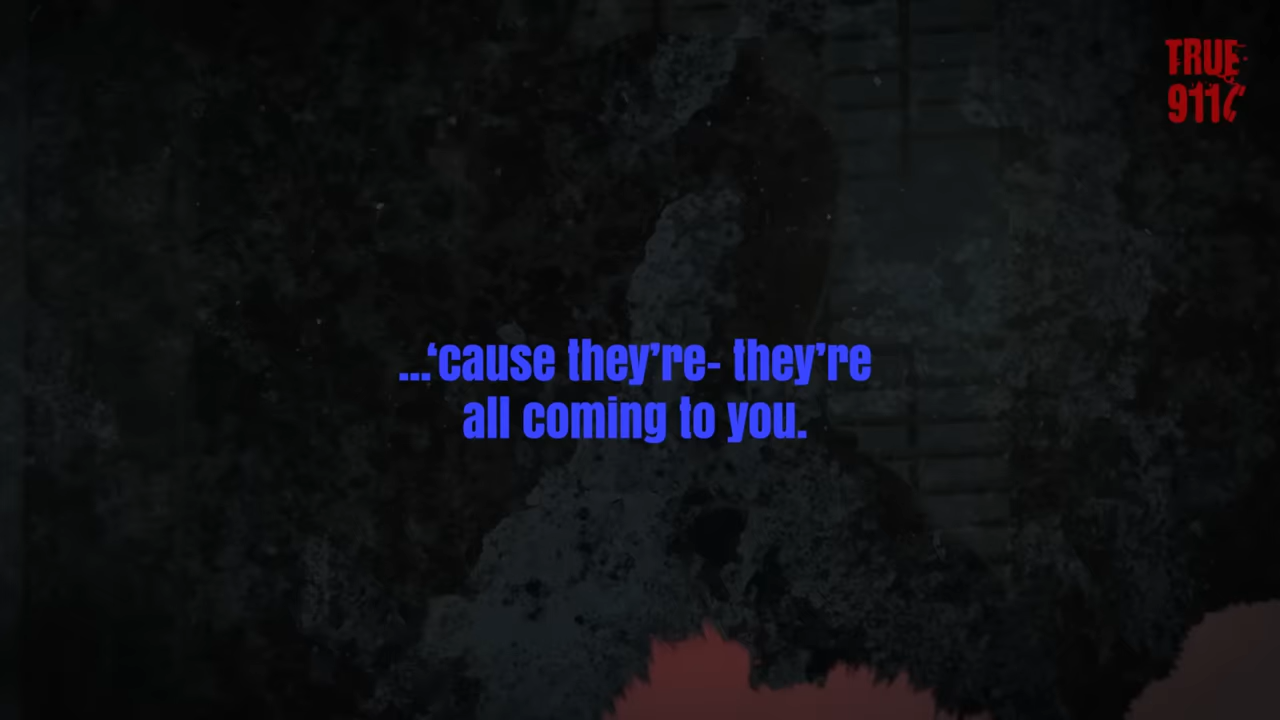 ...‘cause they’re- they’re
all coming to you.
TRUE
911